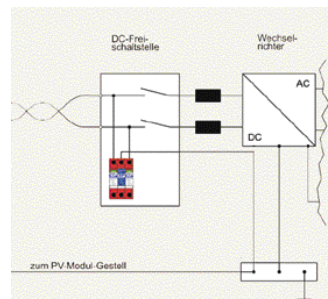 DC-Frei-
schaltstelle
Wechsel-
richter
AC
DC
zum PV-Modul-Gestell